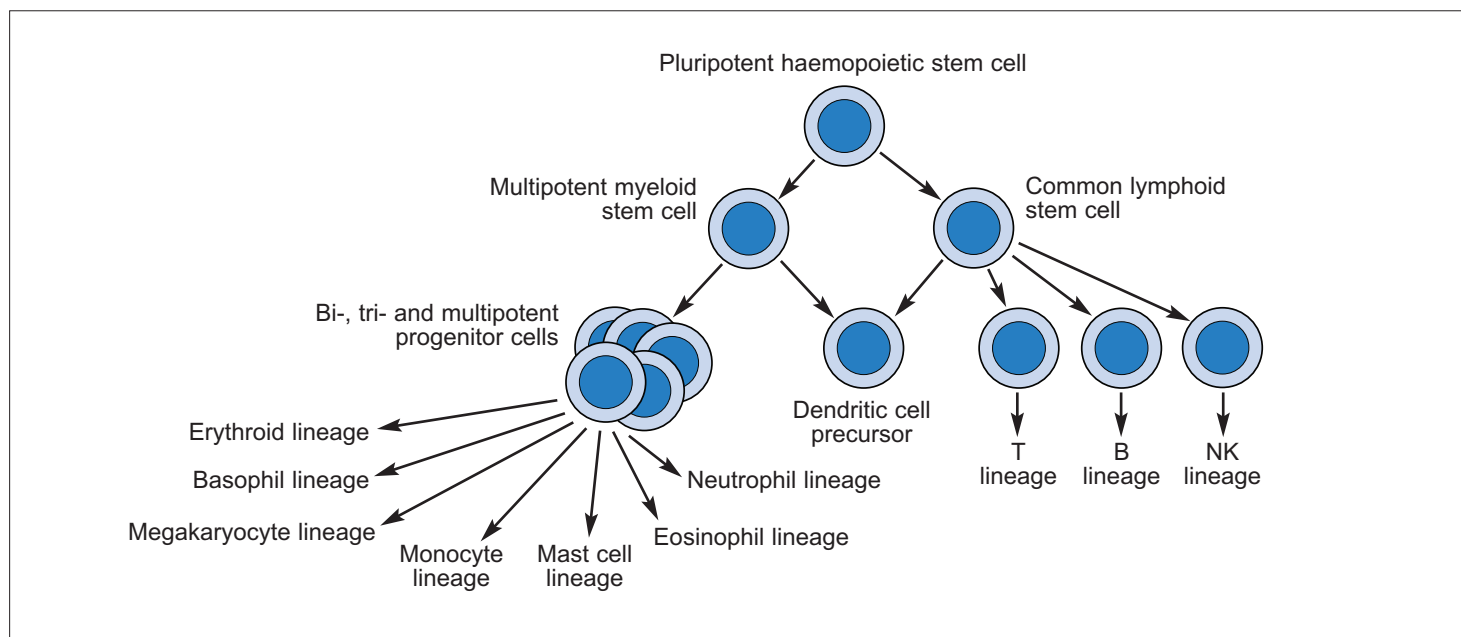 Pluripotent haemopoietic stem cell
Multipotent myeloid
stem cell
Common lymphoid
stem cell
Bi-, tri- and multipotent
progenitor cells
Dendritic cell
precursor
T
lineage
B
lineage
NK
lineage
Erythroid lineage
Basophil lineage
Megakaryocyte lineage
Monocyte
lineage
Mast cell
lineage
Eosinophil lineage
Neutrophil lineage